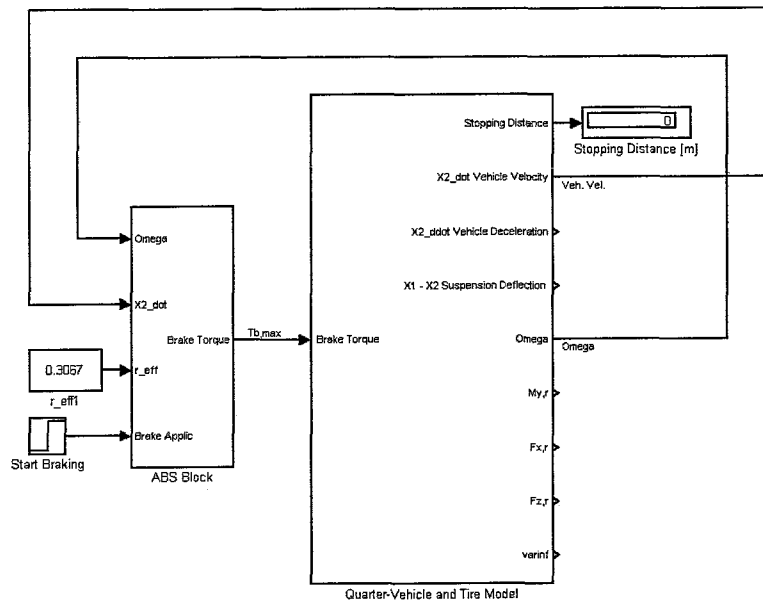 Stopping Distance
0
Stopping Distance [m]
X2_dot Vehicle Velocity
Veh. Vel.
Omega
X2_ddot Vehicle Deceleration
X1 - X2 Suspension Deflection
X2_dot
Brake Torque
Tb,max
Brake Torque
Omega
Omega
0.3067
r_eff
r_eff1
My,r
Brake Applic
Fx,r
Start Braking
ABS Block
Fz,r
varinf
Quarter-Vehicle and Tire Model